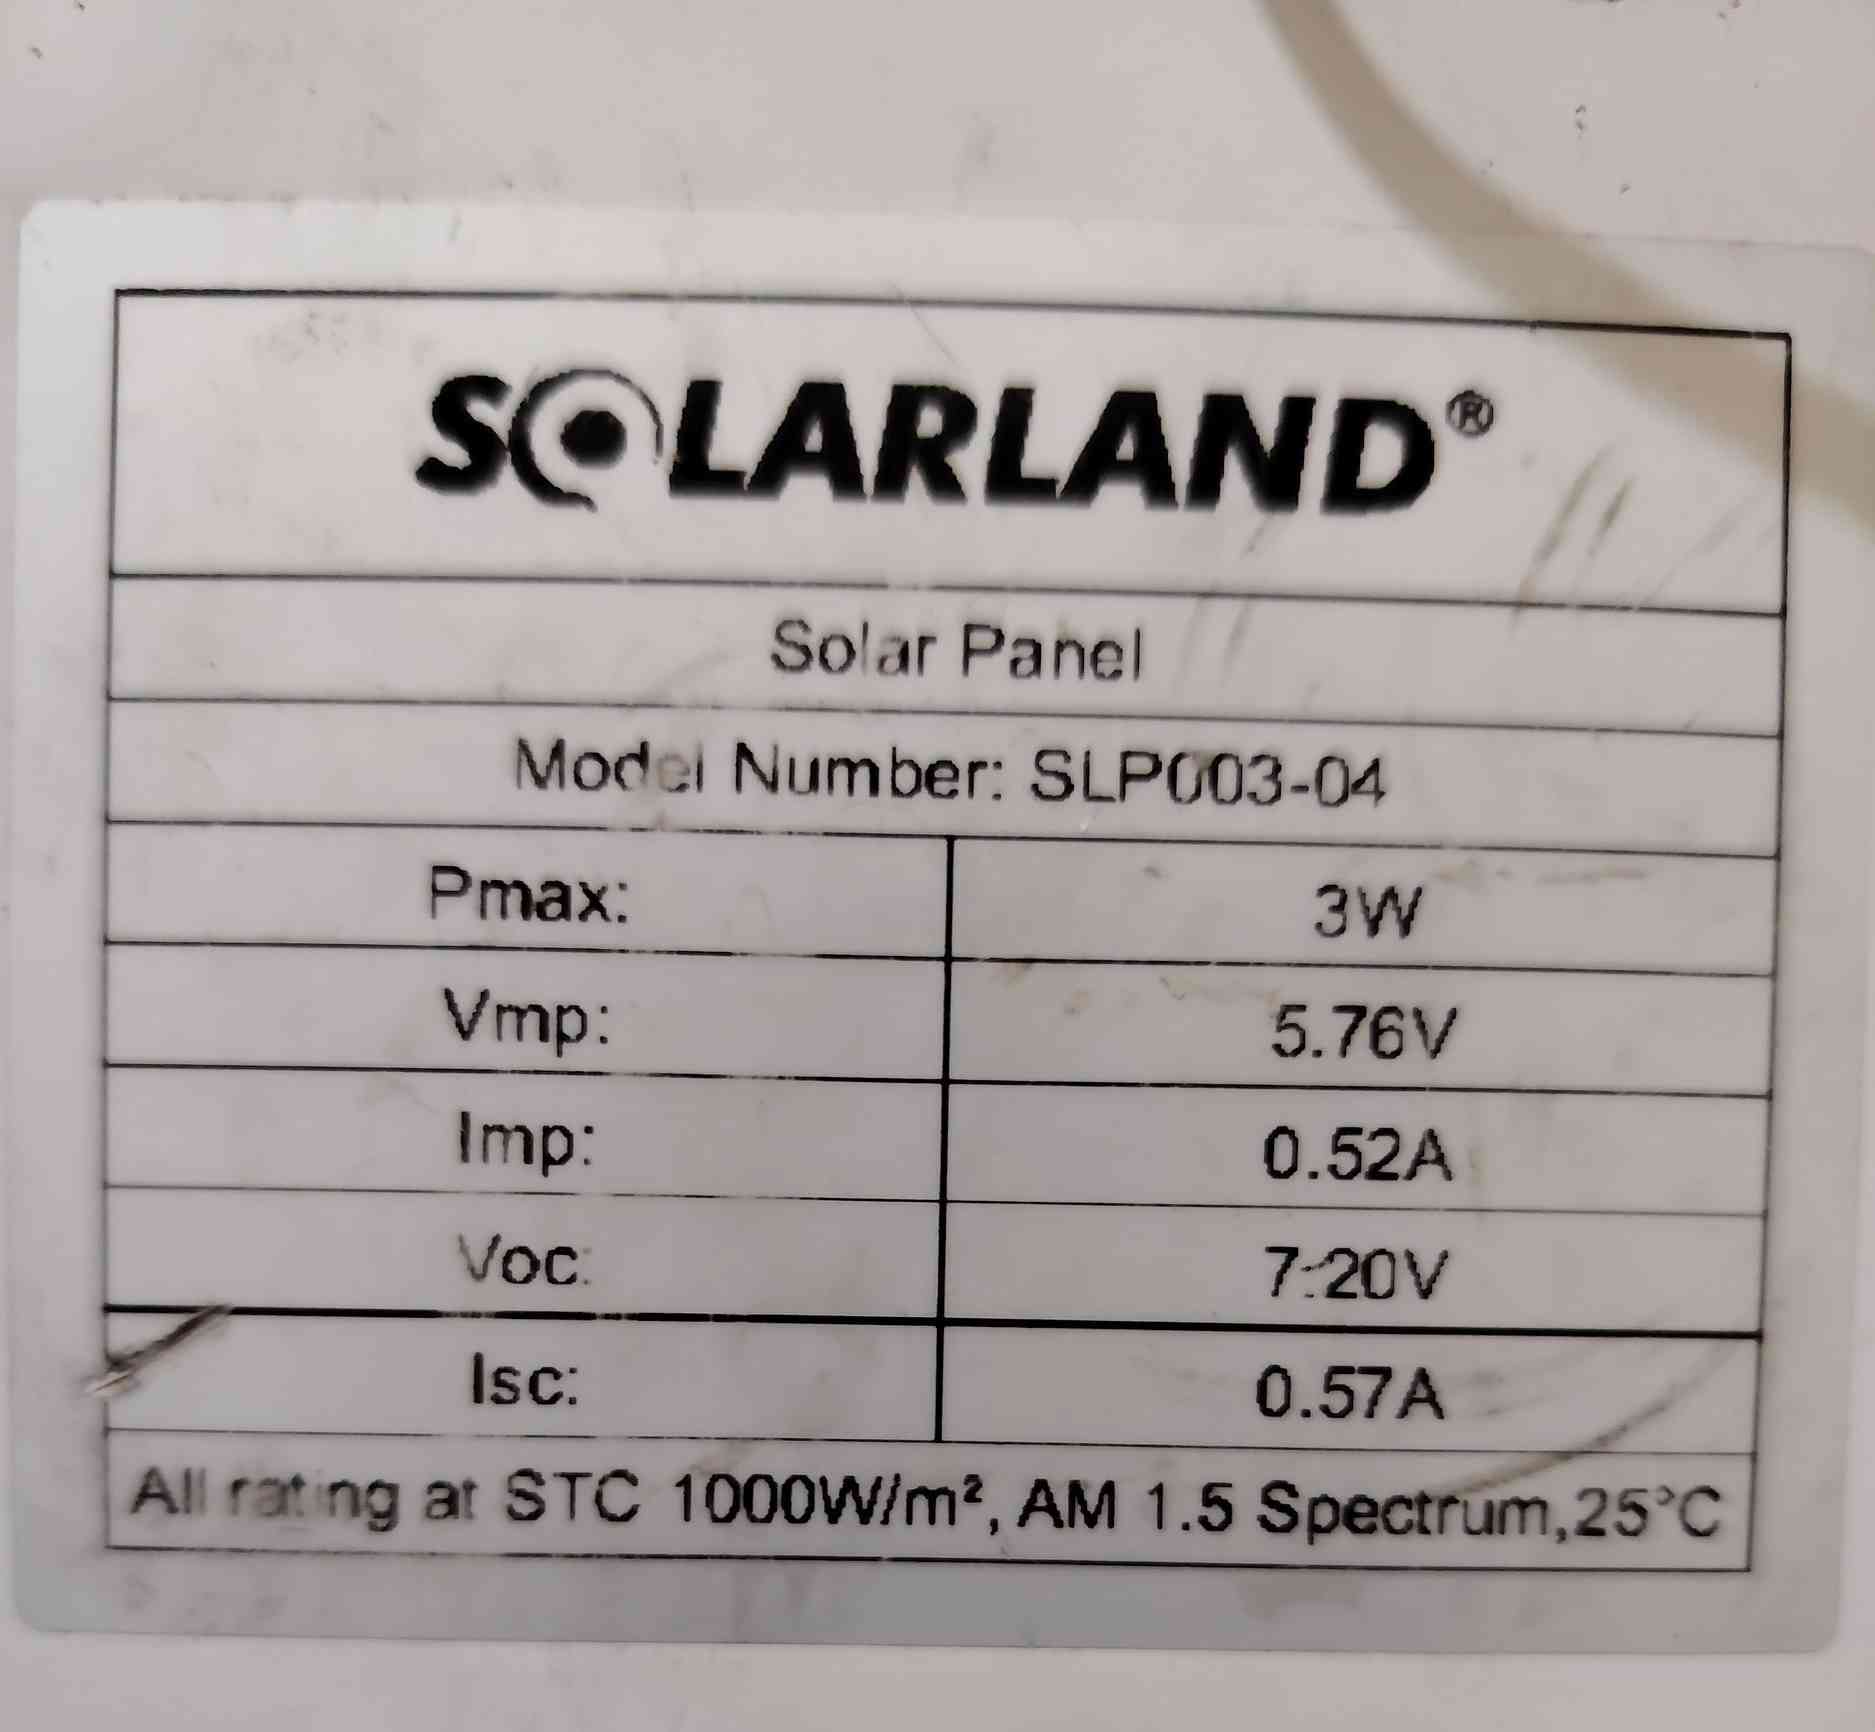 SOLARLAND®
Solar Panel
Model Number: SLP003-04
Pmax: 3W
Vmp: 5.76V
Imp: 0.52A
Voc: 7.20V
Isc: 0.57A
All rating at STC 1000W/m², AM 1.5 Spectrum,25°C